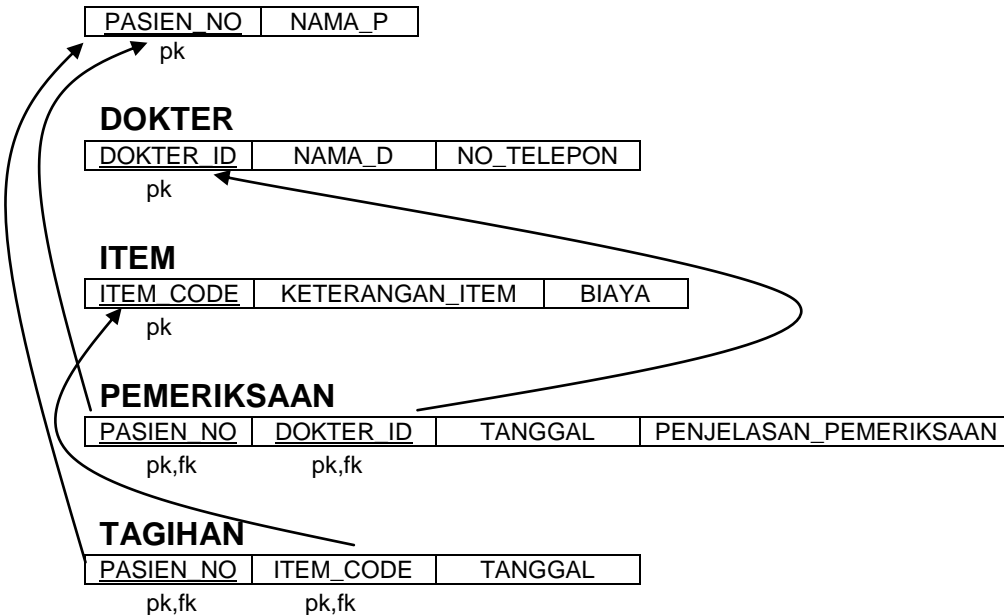 PASIEN_NO NAMA_P
pk
DOKTER
DOKTER_ID NAMA_D NO_TELEPON
pk
ITEM
ITEM_CODE KETERANGAN_ITEM BIAYA
pk
PEMERIKSAAN
PASIEN_NO DOKTER_ID TANGGAL PENJELASAN_PEMERIKSAAN
pk,fk pk,fk
TAGIHAN
PASIEN_NO ITEM_CODE TANGGAL
pk,fk pk,fk